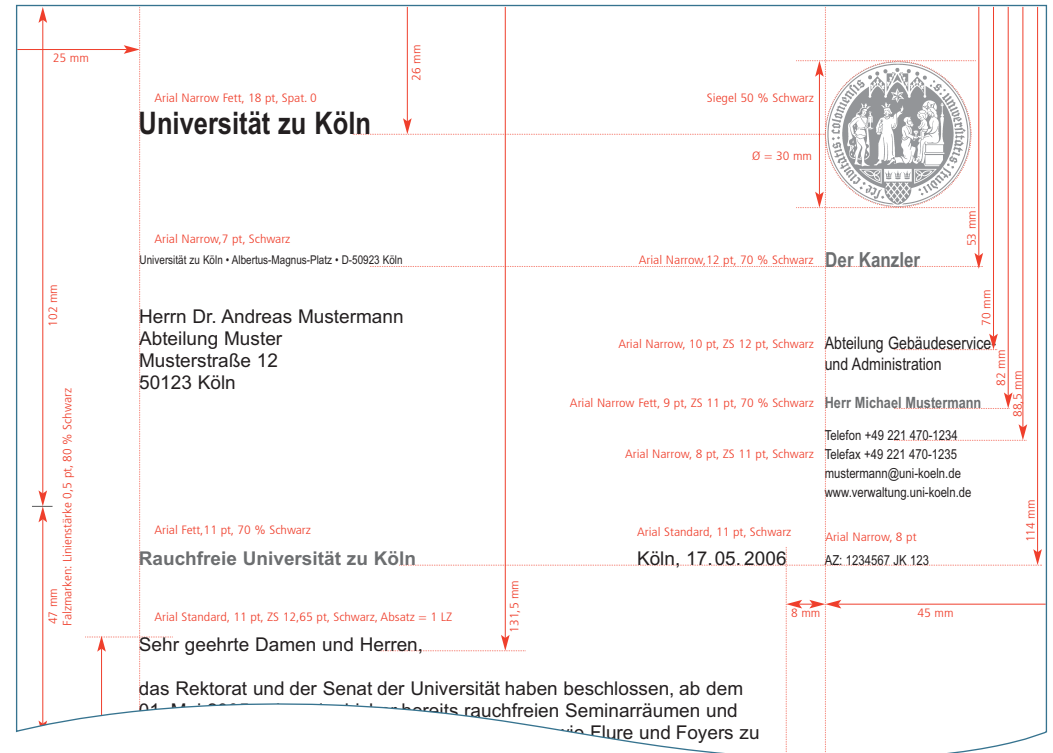 25 mm
26 mm
Arial Narrow Fett, 18 pt, Spat. 0
Universität zu Köln
Siegel 50 % Schwarz
Ø = 30 mm
53 mm
Arial Narrow,7 pt, Schwarz
Universität zu Köln • Albertus-Magnus-Platz • D-50923 Köln
Arial Narrow,12 pt, 70 % Schwarz
Der Kanzler
102 mm
70 mm
Herrn Dr. Andreas Mustermann
Abteilung Muster
Musterstraße 12
50123 Köln
Arial Narrow, 10 pt, ZS 12 pt, Schwarz
Abteilung Gebäudeservice
und Administration
82 mm
88,5 mm
Arial Narrow Fett, 9 pt, ZS 11 pt, 70 % Schwarz
Herr Michael Mustermann
Arial Narrow, 8 pt, ZS 11 pt, Schwarz
Telefon +49 221 470-1234
Telefax +49 221 470-1235
mustermann@uni-koeln.de
www.verwaltung.uni-koeln.de
Falzmarken: Linienstärke 0,5 pt, 80 % Schwarz
114 mm
Arial Fett,11 pt, 70 % Schwarz
Rauchfreie Universität zu Köln
Arial Standard, 11 pt, Schwarz
Köln, 17.05.2006
Arial Narrow, 8 pt
AZ: 1234567 JK 123
47 mm
131,5 mm
8 mm
45 mm
Arial Standard, 11 pt, ZS 12,65 pt, Schwarz, Absatz = 1 LZ
Sehr geehrte Damen und Herren,
das Rektorat und der Senat der Universität haben beschlossen, ab dem
bereits rauchfreien Seminarräumen und
Flure und Foyers zu